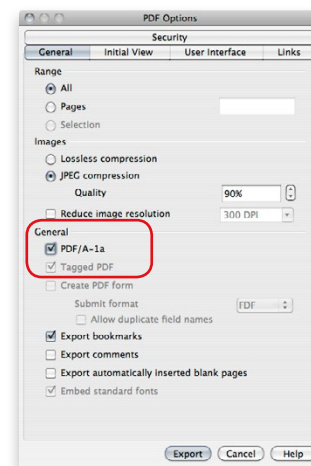 PDF Options
Security
General Initial View User Interface Links
Range
All
Pages
Selection
Images
Lossless compression
JPEG compression
Quality 90%
Reduce image resolution 300 DPI
General
PDF/A-1a
Tagged PDF
Create PDF form
Submit format FDF
Allow duplicate field names
Export bookmarks
Export comments
Export automatically inserted blank pages
Embed standard fonts
Export Cancel Help